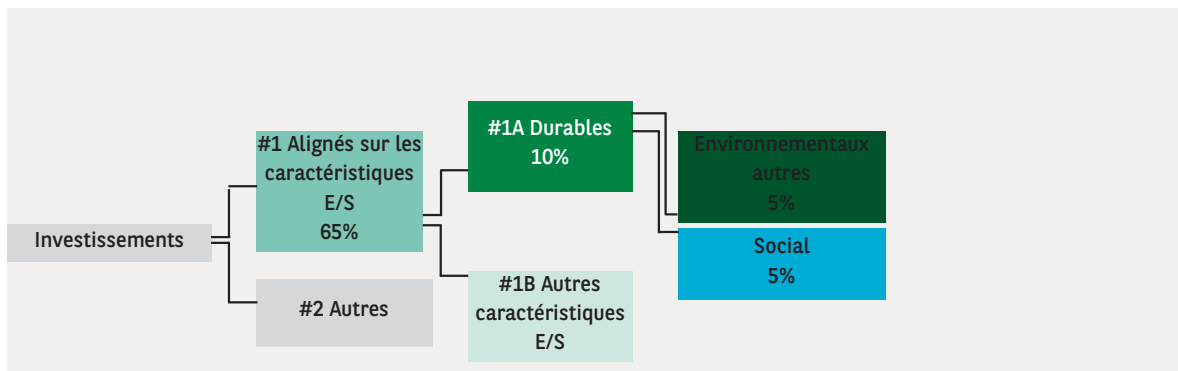 Investissements
#1 Alignés sur les
caractéristiques
E/S
65%
#2 Autres
#1A Durables
10%
#1B Autres
caractéristiques
E/S
Environnementaux
autres
5%
Social
5%